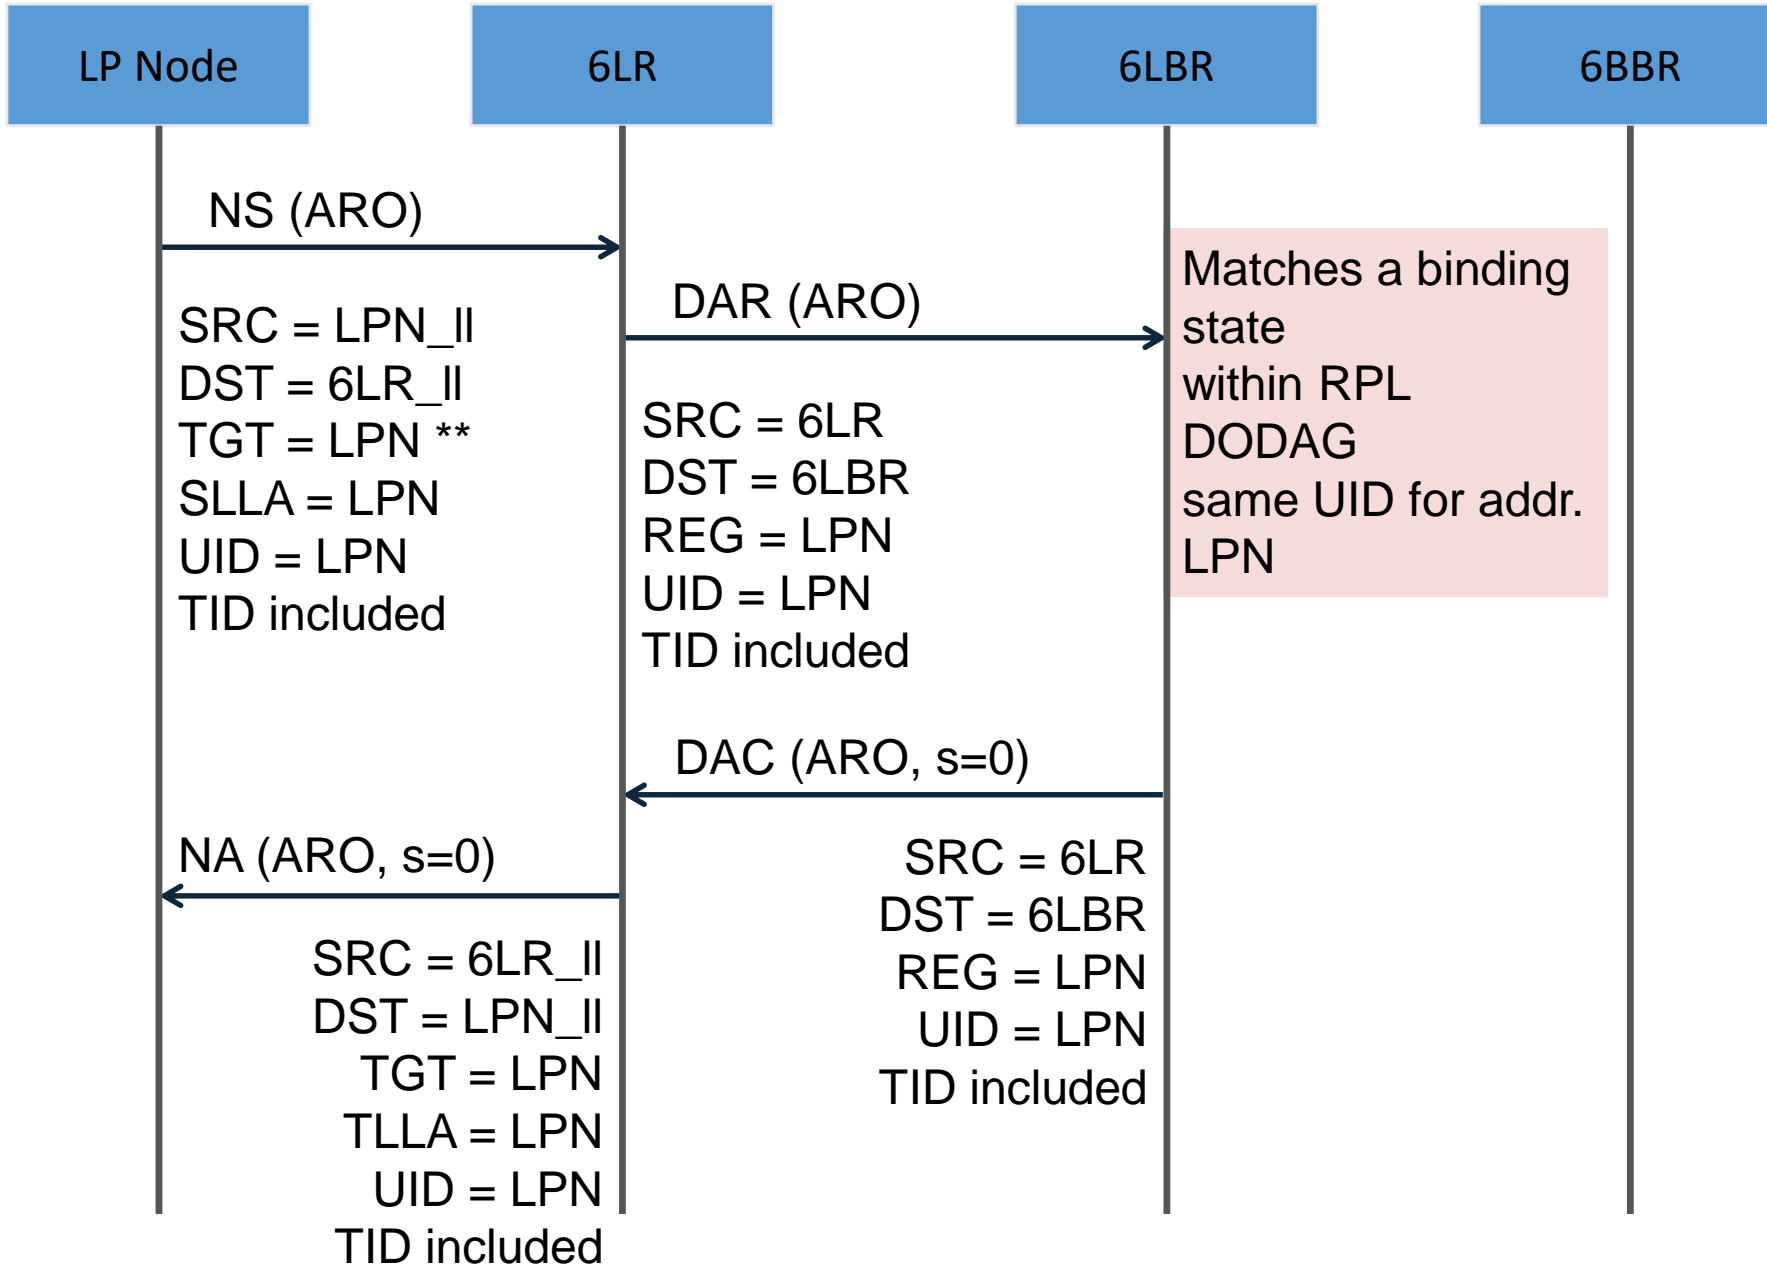 LP Node
6LR
6LBR
6BBR
NS (ARO)
SRC = LPN_ll
DST = 6LR_ll
TGT = LPN **
SLLA = LPN
UID = LPN
TID included
DAR (ARO)
SRC = 6LR
DST = 6LBR
REG = LPN
UID = LPN
TID included
Matches a binding
state
within RPL
DODAG
same UID for addr.
LPN
DAC (ARO, s=0)
SRC = 6LR
DST = 6LBR
REG = LPN
UID = LPN
TID included
NA (ARO, s=0)
SRC = 6LR_ll
DST = LPN_ll
TGT = LPN
TLLA = LPN
UID = LPN
TID included